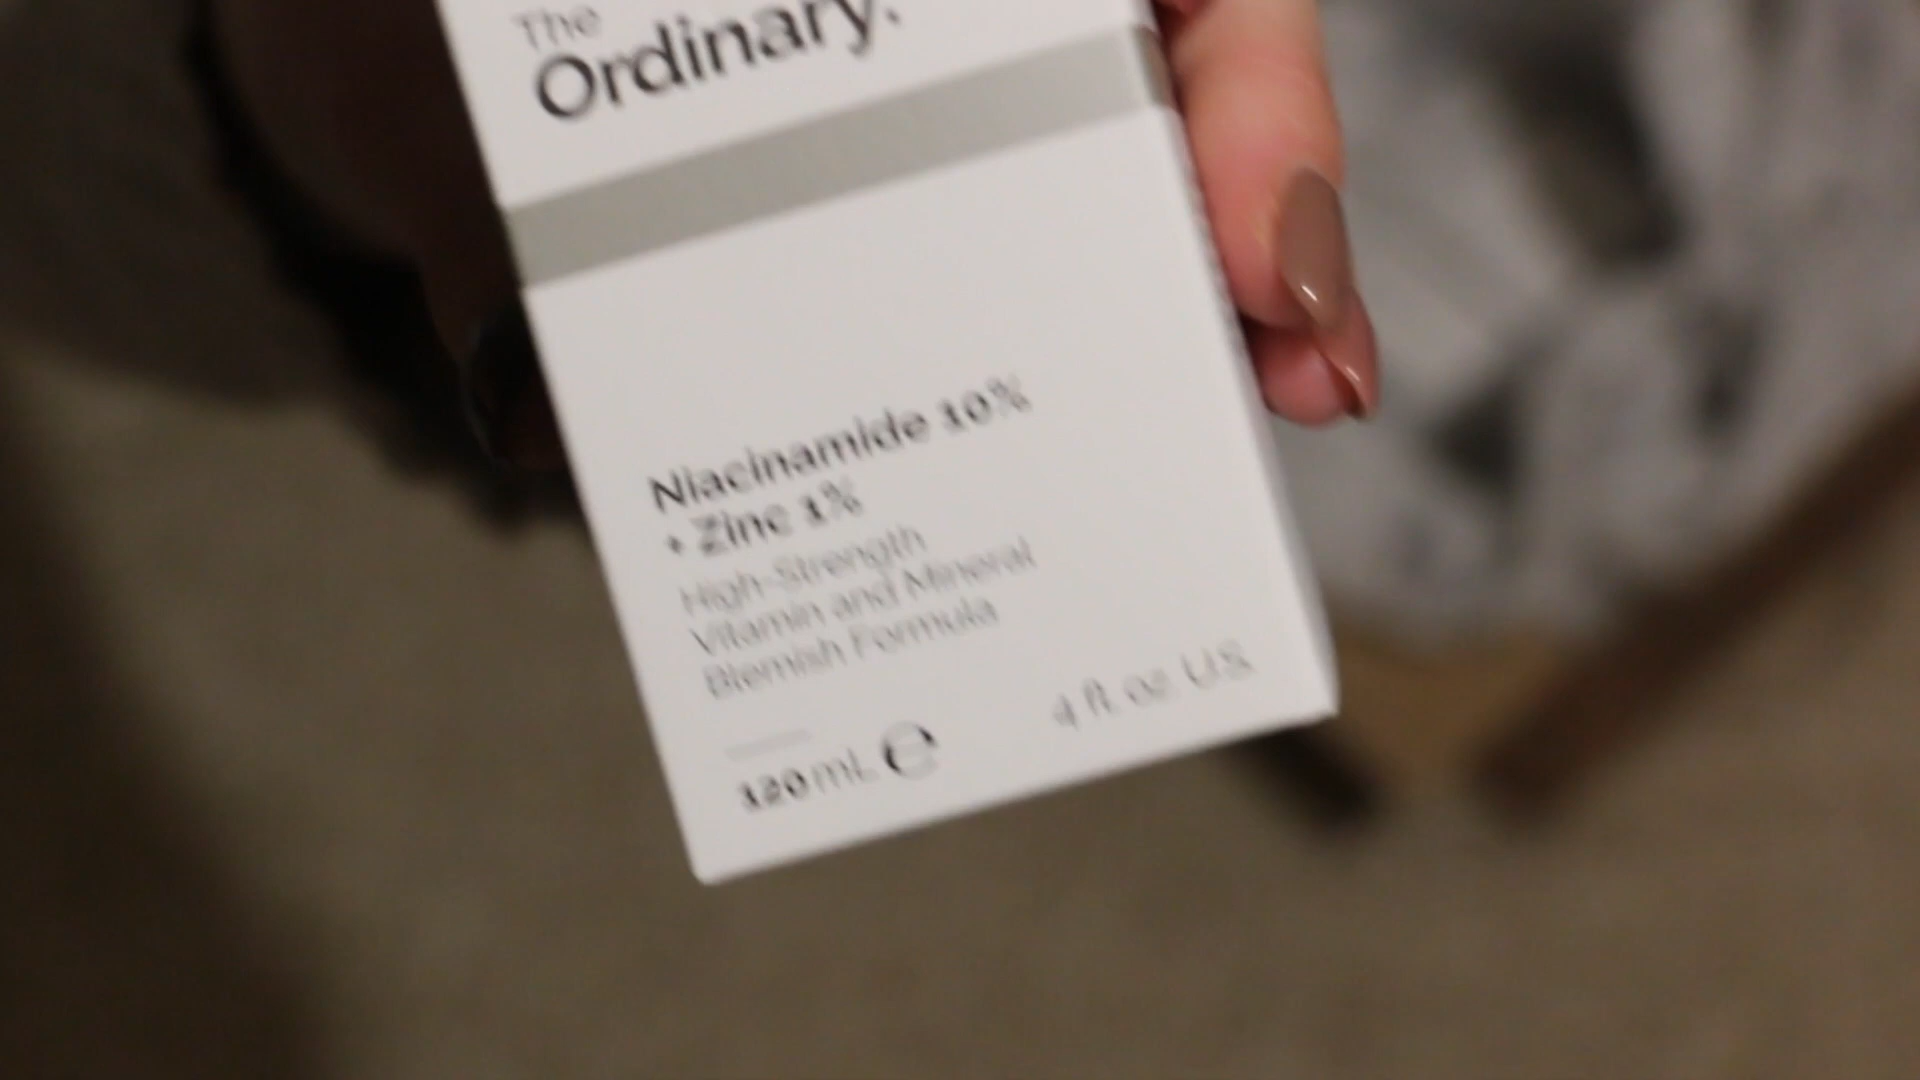 The
Ordinary.
Niacinamide 10%
+ Zinc 1%
High-Strength
Vitamin and Mineral
Blemish Formula
120 mL ℮
4 fl. oz U.S.